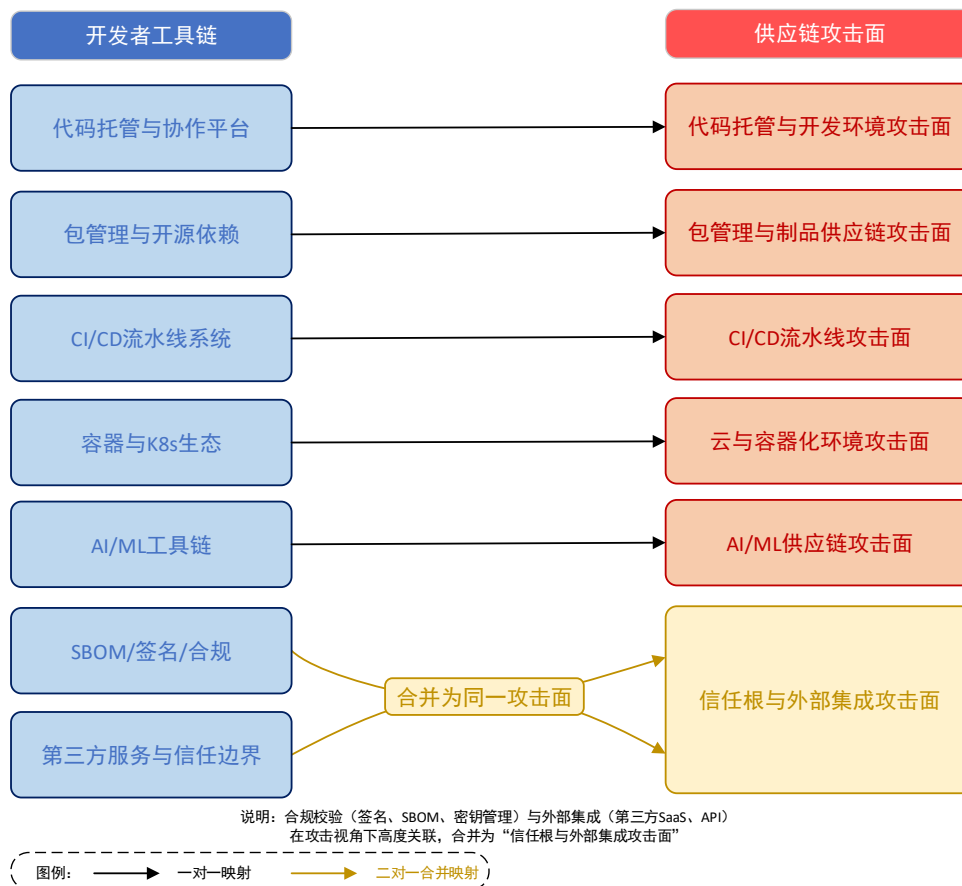 开发者工具链
供应链攻击面
代码托管与协作平台
代码托管与开发环境攻击面
包管理与开源依赖
包管理与制品供应链攻击面
CI/CD流水线系统
CI/CD流水线攻击面
容器与K8s生态
云与容器化环境攻击面
AI/ML工具链
AI/ML供应链攻击面
SBOM/签名/合规
合并为同一攻击面
信任根与外部集成攻击面
第三方服务与信任边界
说明：合规校验（签名、SBOM、密钥管理）与外部集成（第三方SaaS、API）
在攻击视角下高度关联，合并为“信任根与外部集成攻击面”
图例： 一对一映射 二对一合并映射